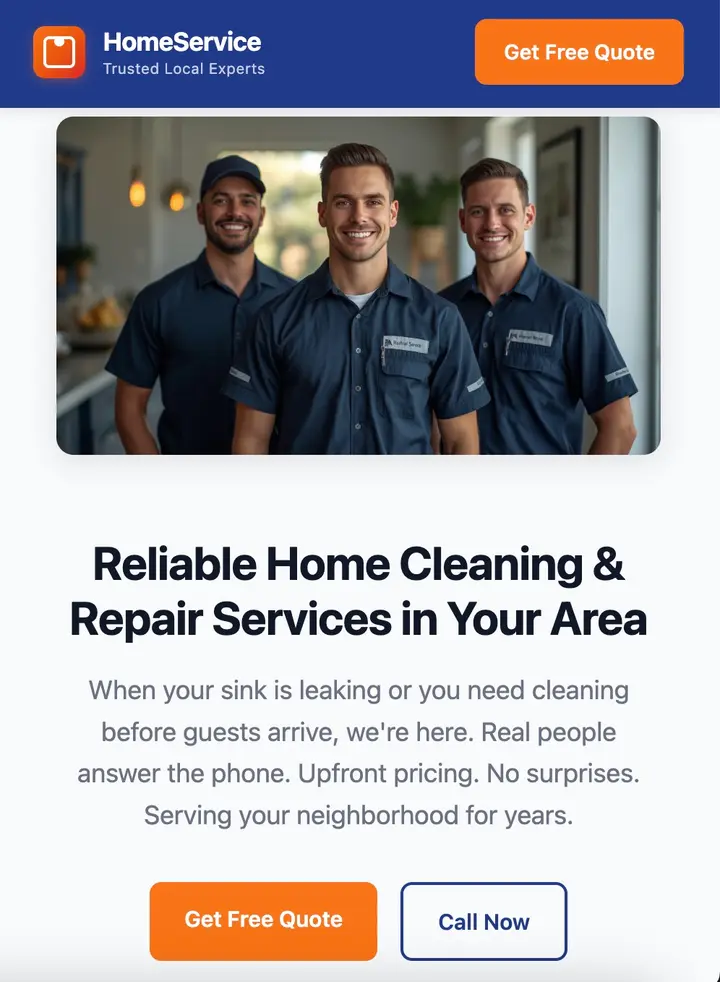 HomeService
Trusted Local Experts
Get Free Quote
Reliable Home Cleaning &
Repair Services in Your Area
When your sink is leaking or you need cleaning
before guests arrive, we're here. Real people
answer the phone. Upfront pricing. No surprises.
Serving your neighborhood for years.
Get Free Quote
Call Now